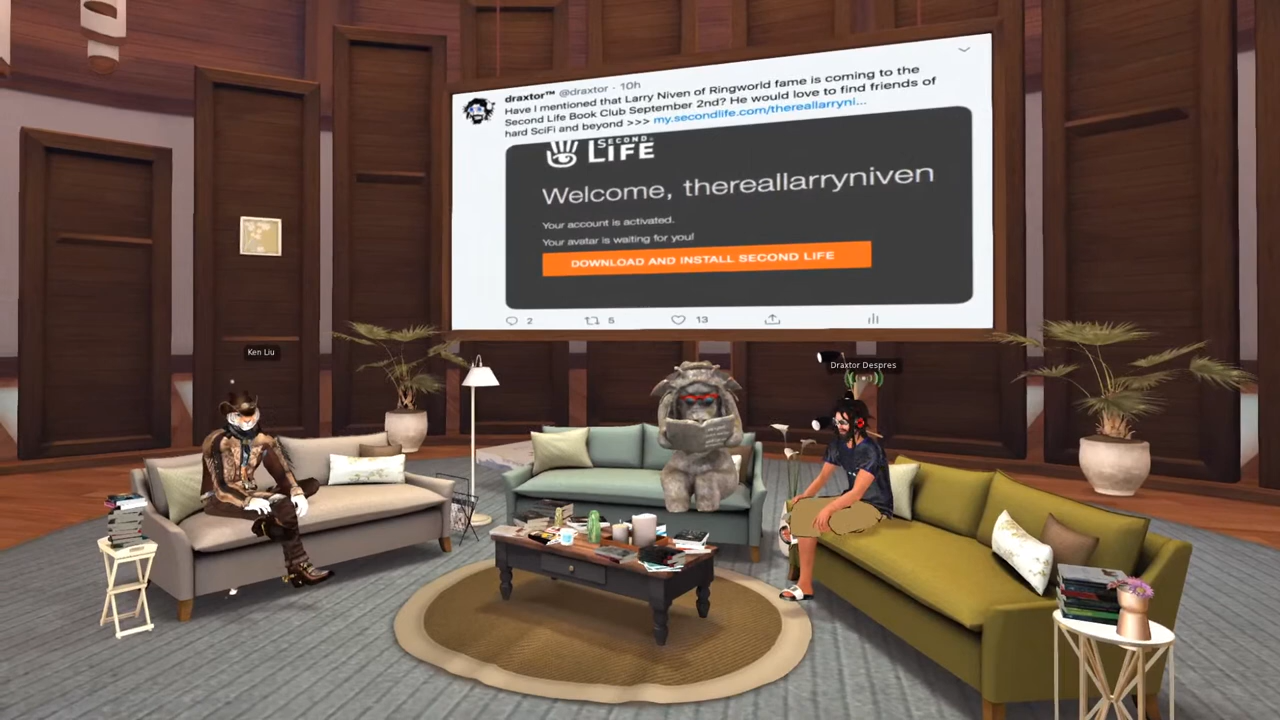 draxtor™ @draxtor · 10h
Have I mentioned that Larry Niven of Ringworld fame is coming to the
Second Life Book Club September 2nd? He would love to find friends of
hard SciFi and beyond >>> my.secondlife.com/thereallarryni...
SECOND
LIFE
Welcome, thereallarryniven
Your account is activated.
Your avatar is waiting for you!
DOWNLOAD AND INSTALL SECOND LIFE
2 5 13
Ken Liu
Draxtor Despres